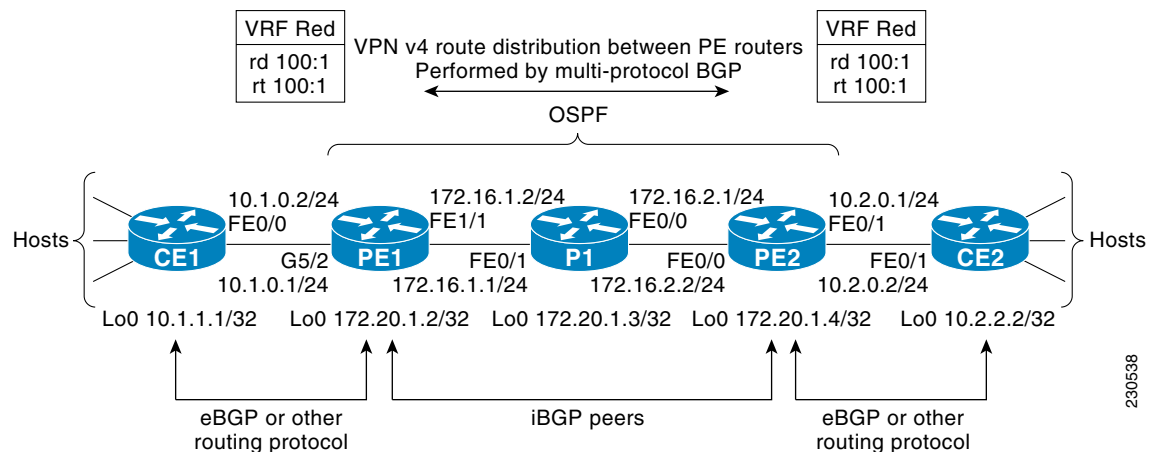 VRF Red
rd 100:1
rt 100:1
VPN v4 route distribution between PE routers
Performed by multi-protocol BGP
VRF Red
rd 100:1
rt 100:1
OSPF
10.1.0.2/24
172.16.1.2/24
172.16.2.1/24
10.2.0.1/24
FE0/0
FE1/1
FE0/0
FE0/1
Hosts
CE1
PE1
P1
PE2
CE2
Hosts
G5/2
FE0/1
FE0/0
FE0/1
10.1.0.1/24
172.16.1.1/24
172.16.2.2/24
10.2.0.2/24
Lo0 10.1.1.1/32
Lo0 172.20.1.2/32
Lo0 172.20.1.3/32
Lo0 172.20.1.4/32
Lo0 10.2.2.2/32
eBGP or other
routing protocol
iBGP peers
eBGP or other
routing protocol
230538